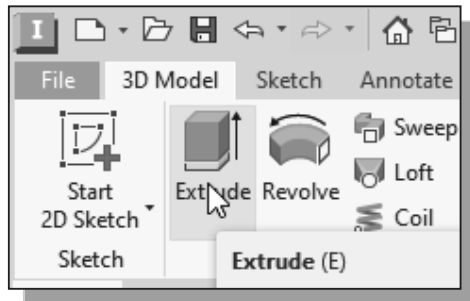 I
File 3D Model Sketch Annotate
Start
2D Sketch
Extrude
Revolve
Sweep
Loft
Coil
Sketch
Extrude (E)